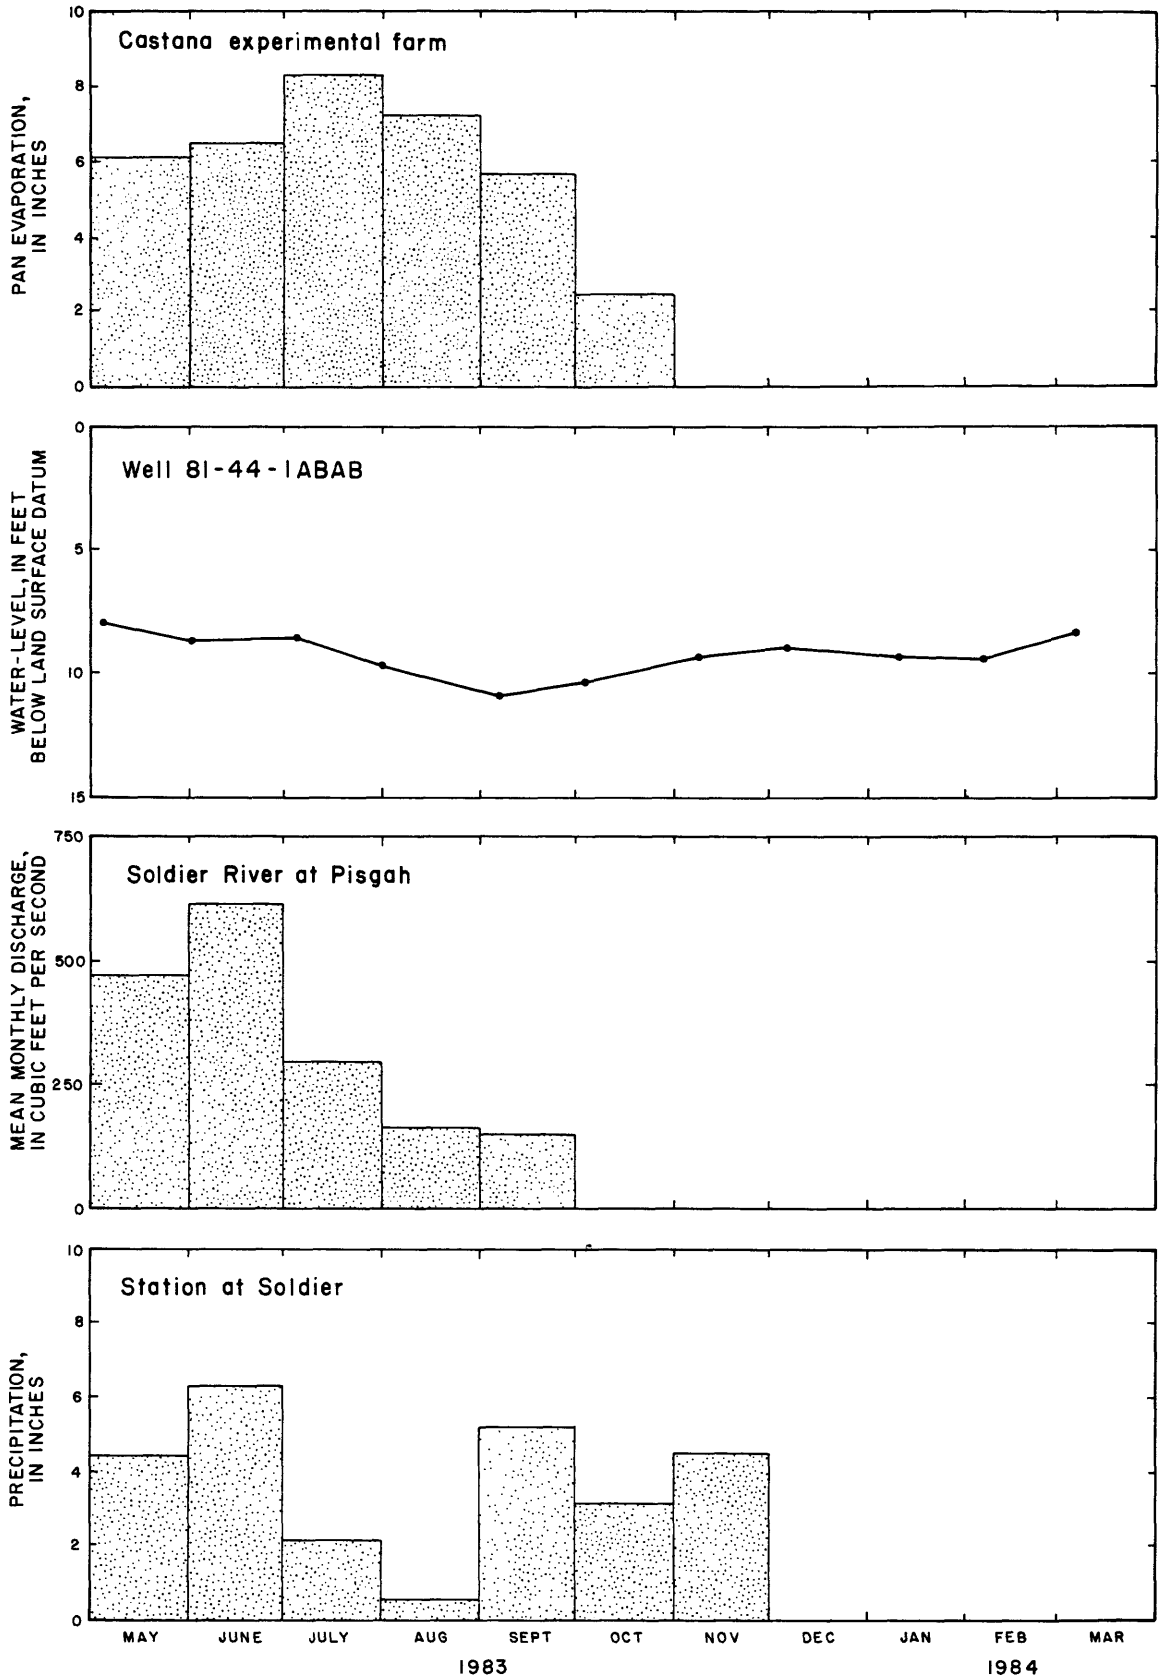 Castana experimental farm
PAN EVAPORATION,
IN INCHES
10
8
6
4
2
0
Well 81-44-1ABAB
WATER-LEVEL, IN FEET
BELOW LAND SURFACE DATUM
0
5
10
15
Soldier River at Pisgah
MEAN MONTHLY DISCHARGE,
IN CUBIC FEET PER SECOND
750
500
250
0
Station at Soldier
PRECIPITATION,
IN INCHES
10
8
6
4
2
0
MAY JUNE JULY AUG SEPT OCT NOV DEC JAN FEB MAR
1983 1984